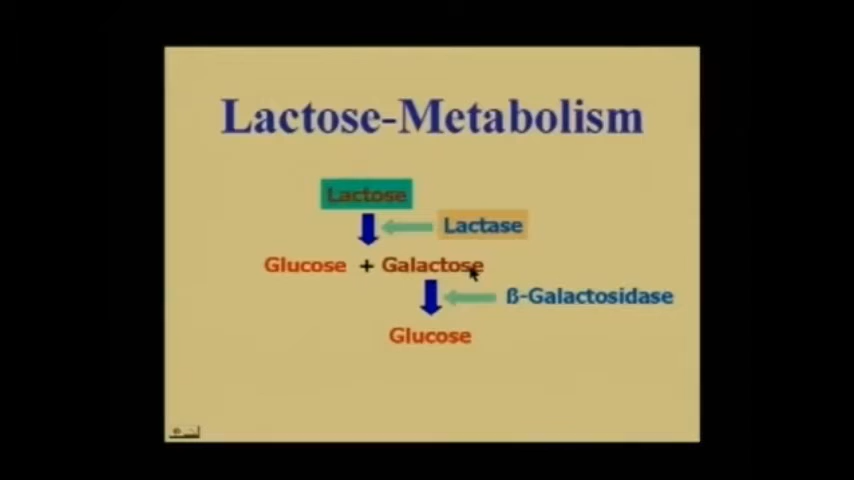 Lactose-Metabolism
Lactose
Lactase
Glucose + Galactose
ß-Galactosidase
Glucose